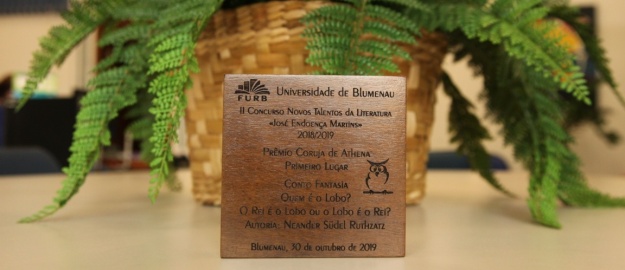 FURB Universidade de Blumenau
II Concurso Novos Talentos da Literatura
«José Endoença Martins»
2018/2019
Prêmio Coruja de Athena
Primeiro Lugar
Conto Fantasia
Quem é o Lobo?
O Rei é o Lobo ou o Lobo é o Rei?
Autoria: Neander Südel Ruthzatz
Blumenau, 30 de outubro de 2019